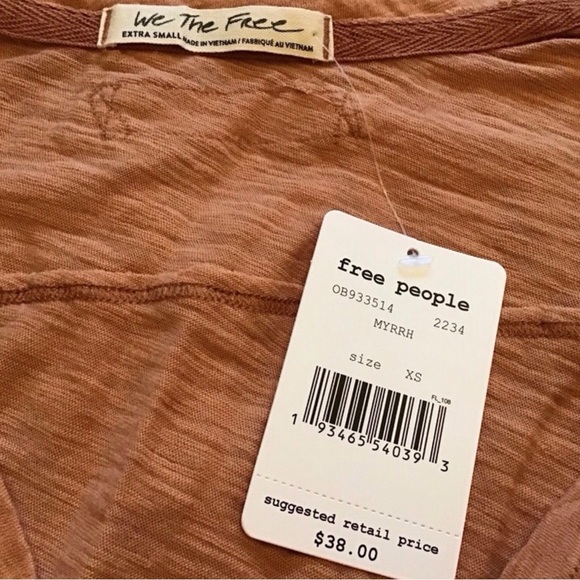 We The Free
EXTRA SMALL MADE IN VIETNAM / FABRIQUÉ AU VIETNAM
free people
OB933514 2234
MYRRH
size XS
FL_108
1 93465 54039 3
suggested retail price
$38.00